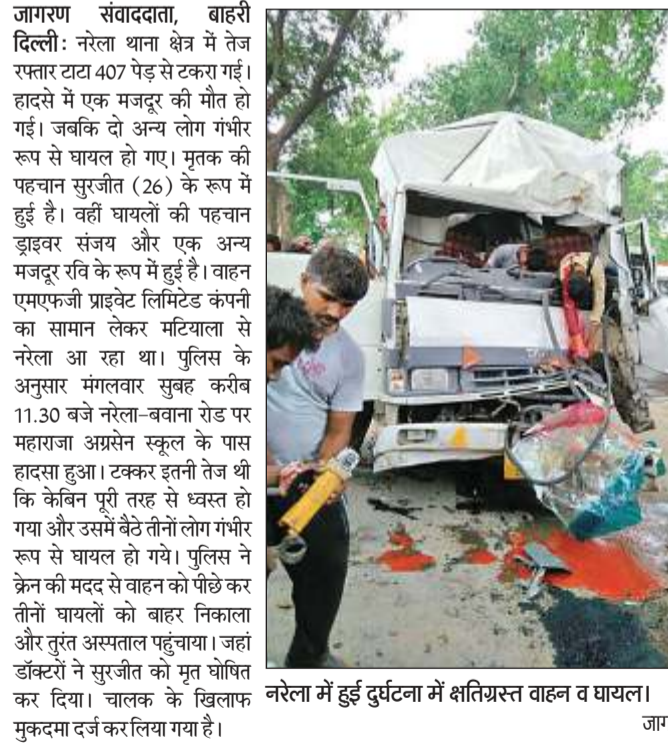 जागरण संवाददाता, बाहरी
दिल्ली: नरेला थाना क्षेत्र में तेज
रफ्तार टाटा 407 पेड़ से टकरा गई।
हादसे में एक मजदूर की मौत हो
गई। जबकि दो अन्य लोग गंभीर
रूप से घायल हो गए। मृतक की
पहचान सुरजीत (26) के रूप में
हुई है। वहीं घायलों की पहचान
ड्राइवर संजय और एक अन्य
मजदूर रवि के रूप में हुई है। वाहन
एमएफजी प्राइवेट लिमिटेड कंपनी
का सामान लेकर मटियाला से
नरेला आ रहा था। पुलिस के
अनुसार मंगलवार सुबह करीब
11.30 बजे नरेला-बवाना रोड पर
महाराजा अग्रसेन स्कूल के पास
हादसा हुआ। टक्कर इतनी तेज थी
कि केबिन पूरी तरह से ध्वस्त हो
गया और उसमें बैठे तीनों लोग गंभीर
रूप से घायल हो गये। पुलिस ने
क्रेन की मदद से वाहन को पीछे कर
तीनों घायलों को बाहर निकाला
और तुरंत अस्पताल पहुंचाया। जहां
डॉक्टरों ने सुरजीत को मृत घोषित
कर दिया। चालक के खिलाफ
मुकदमा दर्ज कर लिया गया है।
नरेला में हुई दुर्घटना में क्षतिग्रस्त वाहन व घायल।
जाग